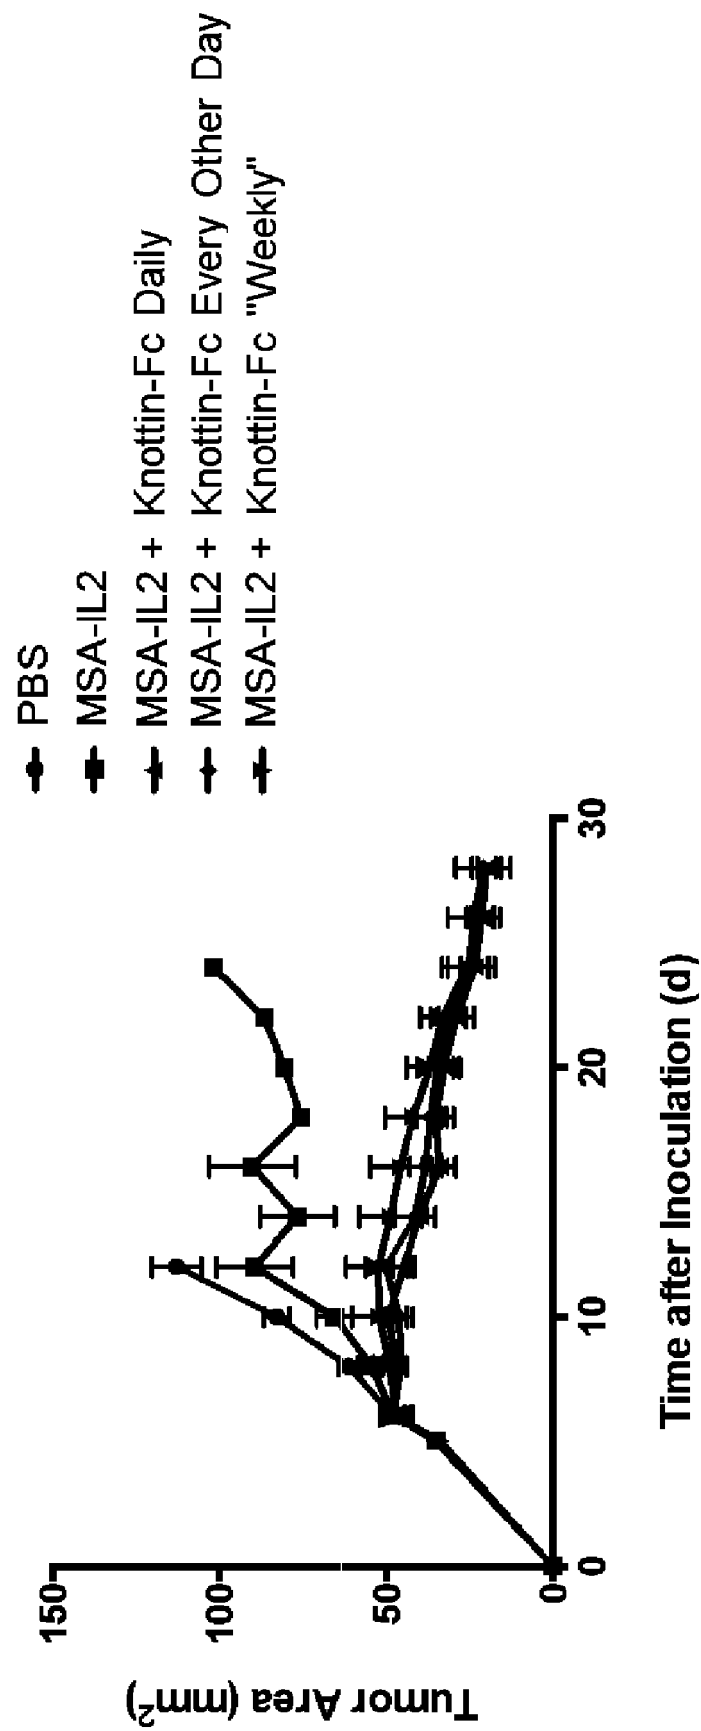 PBS
MSA-IL2
MSA-IL2 + Knottin-Fc Daily
MSA-IL2 + Knottin-Fc Every Other Day
MSA-IL2 + Knottin-Fc "Weekly"
150
100
50
0
Tumor Area (mm²)
0
10
20
30
Time after Inoculation (d)